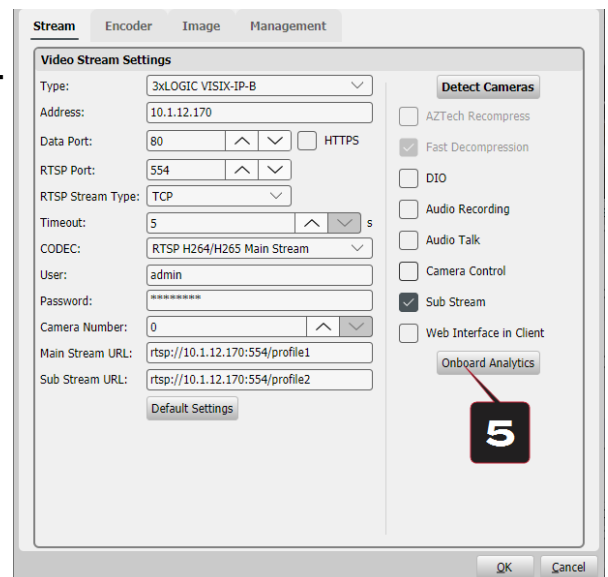 Stream Encoder Image Management
Video Stream Settings
Type: 3xLOGIC VISIX-IP-B
Address: 10.1.12.170
Data Port: 80 HTTPS
RTSP Port: 554
RTSP Stream Type: TCP
Timeout: 5 s
CODEC: RTSP H264/H265 Main Stream
User: admin
Password: ********
Camera Number: 0
Main Stream URL: rtsp://10.1.12.170:554/profile1
Sub Stream URL: rtsp://10.1.12.170:554/profile2
Default Settings
Detect Cameras
AZTech Recompress
Fast Decompression
DIO
Audio Recording
Audio Talk
Camera Control
Sub Stream
Web Interface in Client
Onboard Analytics
5
OK Cancel